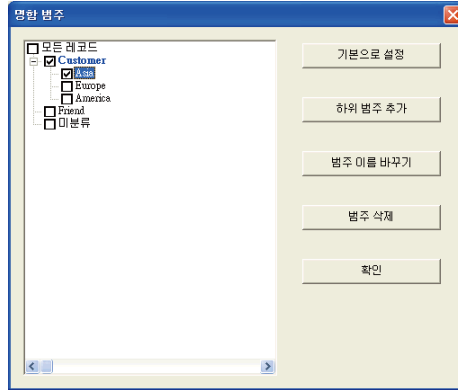 명함 범주
모든 레코드
Customer
Asia
Europe
America
Friend
미분류
기본으로 설정
하위 범주 추가
범주 이름 바꾸기
범주 삭제
확인